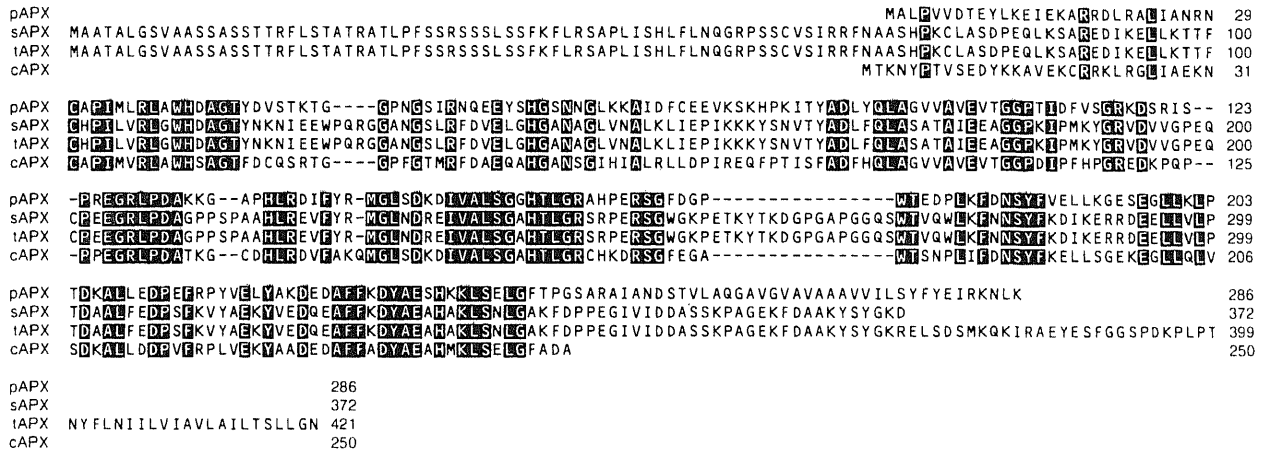 pAPX MALPVVDTEYLKEIEKARRDLRALIANRN 29
sAPX MAATALGSVAASSASSTTRFLSTATRATLPFSSRSSSLSSFKFLRSAPLISHLFLNQGRPSSCVSIRRFNAASHPKCLASDPEQLKSAREDIKELLKTTF 100
tAPX MAATALGSVAASSASSTTRFLSTATRATLPFSSRSSSLSSFKFLRSAPLISHLFLNQGRPSSCVSIRRFNAASHPKCLASDPEQLKSAREDIKELLKTTF 100
cAPX MTKNYPTVSEDYKKAVEKCRRKLRGLIAEKN 31
pAPX CAPIMLRLAWHDAGTYDVSTKTG----GPNGSIRNQEEYSHGSNNGLKKAIDFCEEVKSKHPKITYADLYQLAGVVAVEVTGGPTIDFVSGRKDSRIS-- 123
sAPX CHPILVRLGWHDAGTYNKNIEEWPQRGGANGSLRFDVELGHGANAGLVNALKLIEPIKKKYSNVTYADLFQLASATAIEEAGGPKIPMKYGRVDVVGPEQ 200
tAPX CHPILVRLGWHDAGTYNKNIEEWPQRGGANGSLRFDVELGHGANAGLVNALKLIEPIKKKYSNVTYADLFQLASATAIEEAGGPKIPMKYGRVDVVGPEQ 200
cAPX CAPIMVRLAWHSAGTFDCQSRTG----GPFGTMRFDAEQAHGANSGIHIALRLLDPIREQFPTISFADFHQLAGVVAVEVTGGPDIPFHPGREDKPQP-- 125
pAPX -PREGRLPDAKKG--APHLRDIFYR-MGLSDKDIVALSGGHTLGRAHPERSGFDGP---------------WTEDPLKFDNSYFVELLKGESEGLLKLP 203
sAPX CPEEGRLPDAGPPSPAAHLREVFYR-MGLNDREIVALSGAHTLGRSRPERSGWGKPETKYTKDGPGAPGGQSWTVQWLKFDNSYFKDIKERRDEELLVLP 299
tAPX CPEEGRLPDAGPPSPAAHLREVFYR-MGLNDREIVALSGAHTLGRSRPERSGWGKPETKYTKDGPGAPGGQSWTVQWLKFNNSYFKDIKERRDEELLVLP 299
cAPX -PPEGRLPDATKG--CDHLRDVFAKQMGLSDKDIVALSGAHTLGRCHKDRSGFEGA---------------WTSNPLIFDNSYFKELLSGEKEGLLQLV 206
pAPX TDKALLEDPEFRPYVELYAKDEDAFFKDYAESHKKLSELGFTPGSARAIANDSTVLAQGAVGVAVAAAVVILSYFYEIRKNLK 286
sAPX TDAALFEDPSFKVYAEKYVEDQEAFFKDYAEAHAKLSNLGAKFDPPEGIVIDDASSKPAGEKFDAAKYSYGKD 372
tAPX TDAALFEDPSFKVYAEKYVEDQEAFFKDYAEAHAKLSNLGAKFDPPEGIVIDDASSKPAGEKFDAAKYSYGKRELSDSMKQKIRAEYESFGGSPDKPLPT 399
cAPX SDKALLDDPVFRPLVEKYAADEDAFFADYAEAHMKLSELGFADA 250
pAPX 286
sAPX 372
tAPX NYFLNIILVIAVLAILTSLLGN 421
cAPX 250